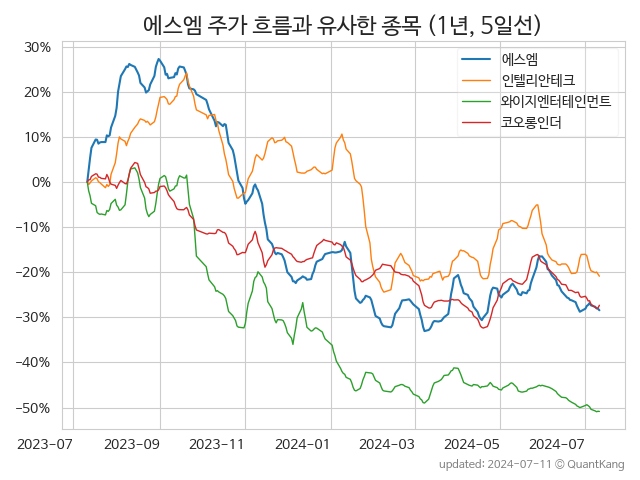 에스엠 주가 흐름과 유사한 종목 (1년, 5일선)
30%
20%
10%
0%
-10%
-20%
-30%
-40%
-50%
에스엠
인텔리안테크
와이지엔터테인먼트
코오롱인더
2023-07
2023-09
2023-11
2024-01
2024-03
2024-05
2024-07
updated: 2024-07-11 © QuantKang